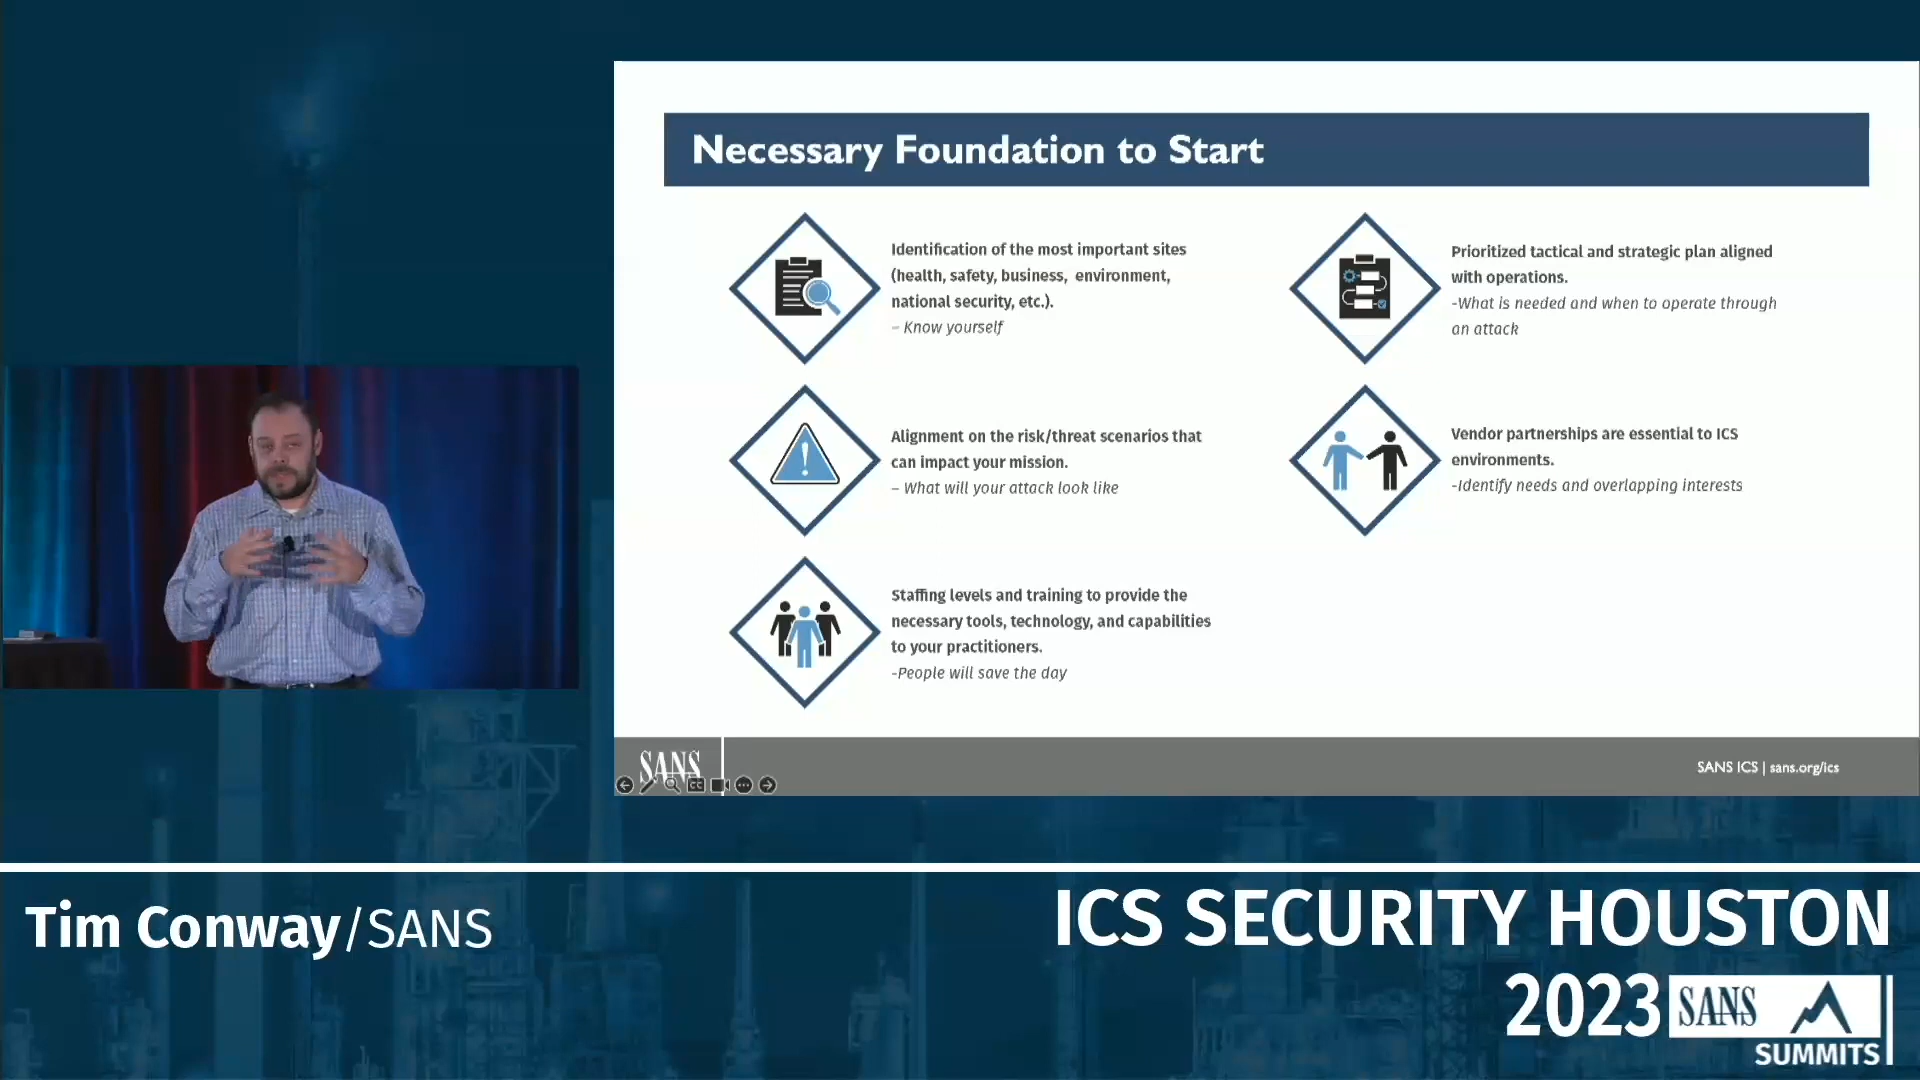 Necessary Foundation to Start
Identification of the most important sites
(health, safety, business, environment,
national security, etc.).
– Know yourself
Alignment on the risk/threat scenarios that
can impact your mission.
– What will your attack look like
Staffing levels and training to provide the
necessary tools, technology, and capabilities
to your practitioners.
-People will save the day
Prioritized tactical and strategic plan aligned
with operations.
-What is needed and when to operate through
an attack
Vendor partnerships are essential to ICS
environments.
-Identify needs and overlapping interests
SANS
CC
SANS ICS | sans.org/ics
Tim Conway/SANS
ICS SECURITY HOUSTON
2023
SANS
SUMMITS